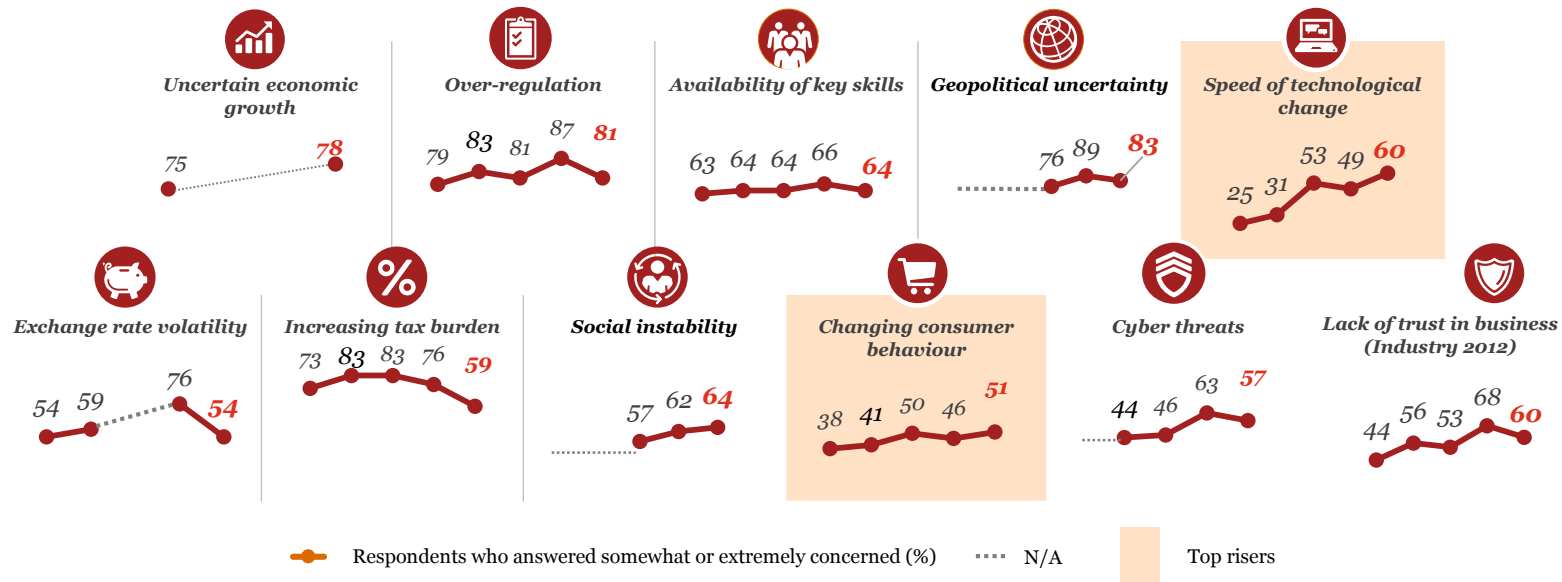 Uncertain economic
growth
75
78
Over-regulation
79
83
81
87
81
Availability of key skills
63
64
64
66
64
Geopolitical uncertainty
76
89
83
Speed of technological
change
25
31
53
49
60
Exchange rate volatility
54
59
76
54
Increasing tax burden
73
83
83
76
59
Social instability
57
62
64
Changing consumer
behaviour
38
41
50
46
51
Cyber threats
44
46
63
57
Lack of trust in business
(Industry 2012)
44
56
53
68
60
Respondents who answered somewhat or extremely concerned (%)
N/A
Top risers